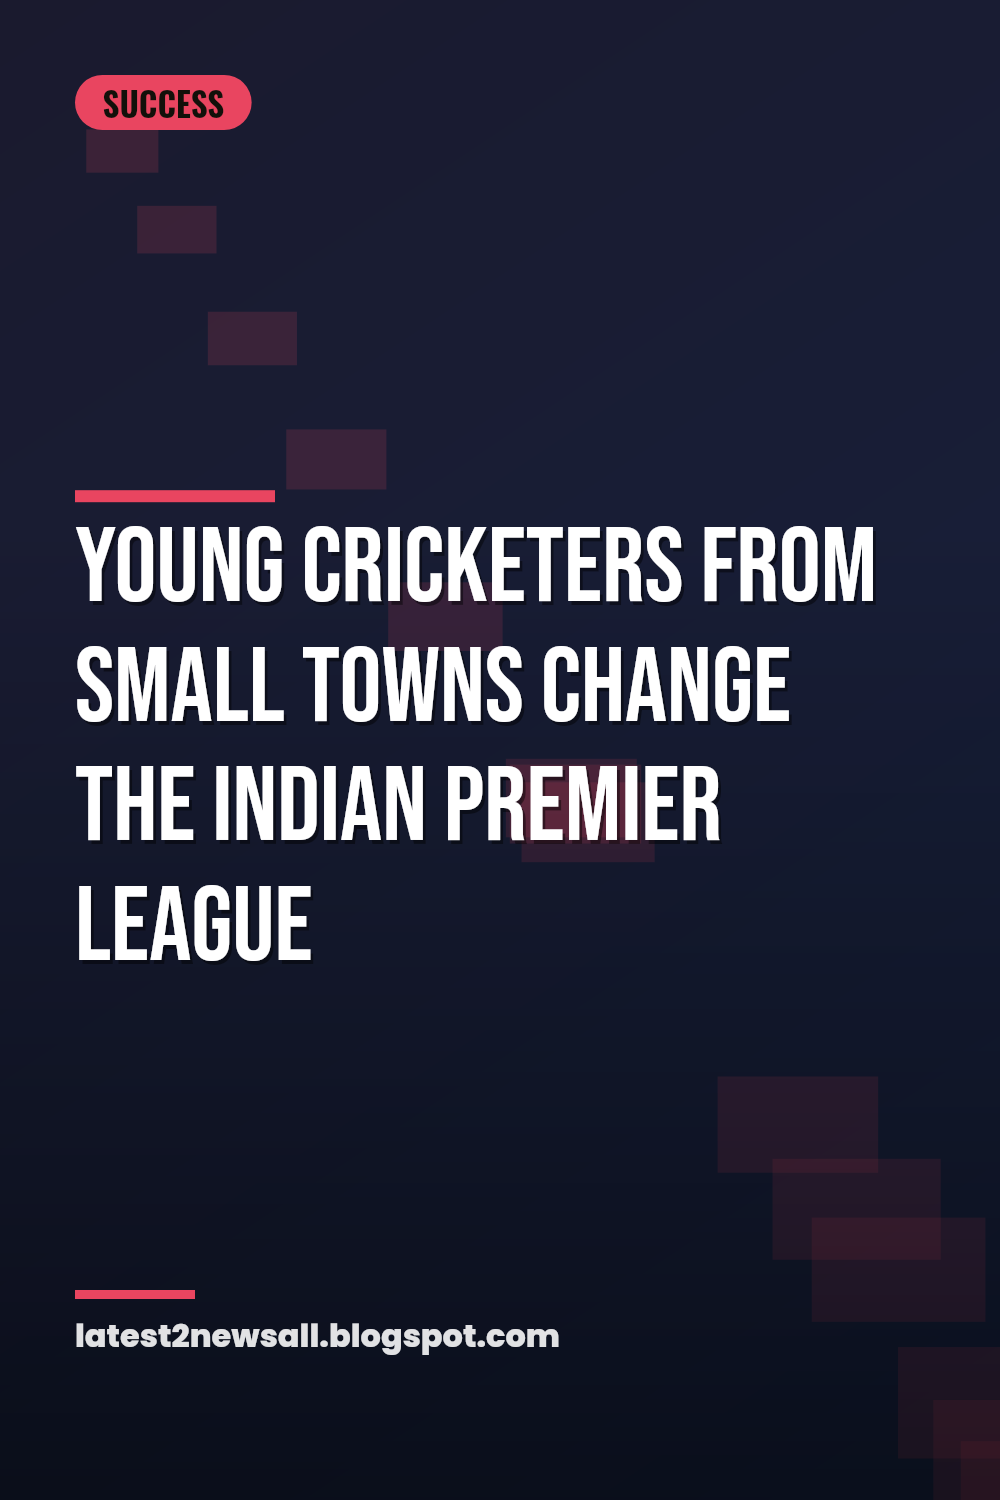 SUCCESS
YOUNG CRICKETERS FROM
SMALL TOWNS CHANGE
THE INDIAN PREMIER
LEAGUE
latest2newsall.blogspot.com